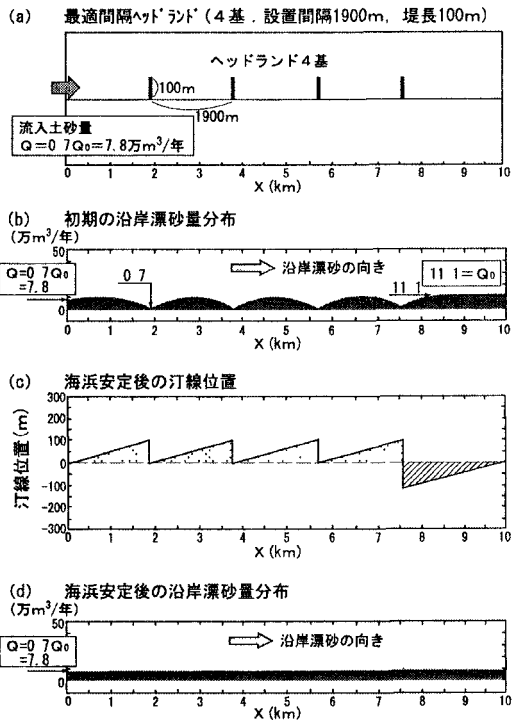 (a) 最適間隔ヘッドランド(4基.設置間隔1900m, 堤長100m)
ヘッドランド4基
100m
1900m
流入土砂量
Q=0 7Q₀=7.8万m³/年
0 1 2 3 4 5 6 7 8 9 10
X (km)
(b) 初期の沿岸漂砂量分布
(万m³/年)
50
Q=0 7Q₀
=7.8
0 7
沿岸漂砂の向き
11 1
11 1=Q₀
0
0 1 2 3 4 5 6 7 8 9 10
X (km)
(c) 海浜安定後の汀線位置
汀線位置(m)
300
200
100
0
-100
-200
-300
0 1 2 3 4 5 6 7 8 9 10
X (km)
(d) 海浜安定後の沿岸漂砂量分布
(万m³/年)
50
Q=0 7Q₀
=7.8
沿岸漂砂の向き
0
0 1 2 3 4 5 6 7 8 9 10
X (km)